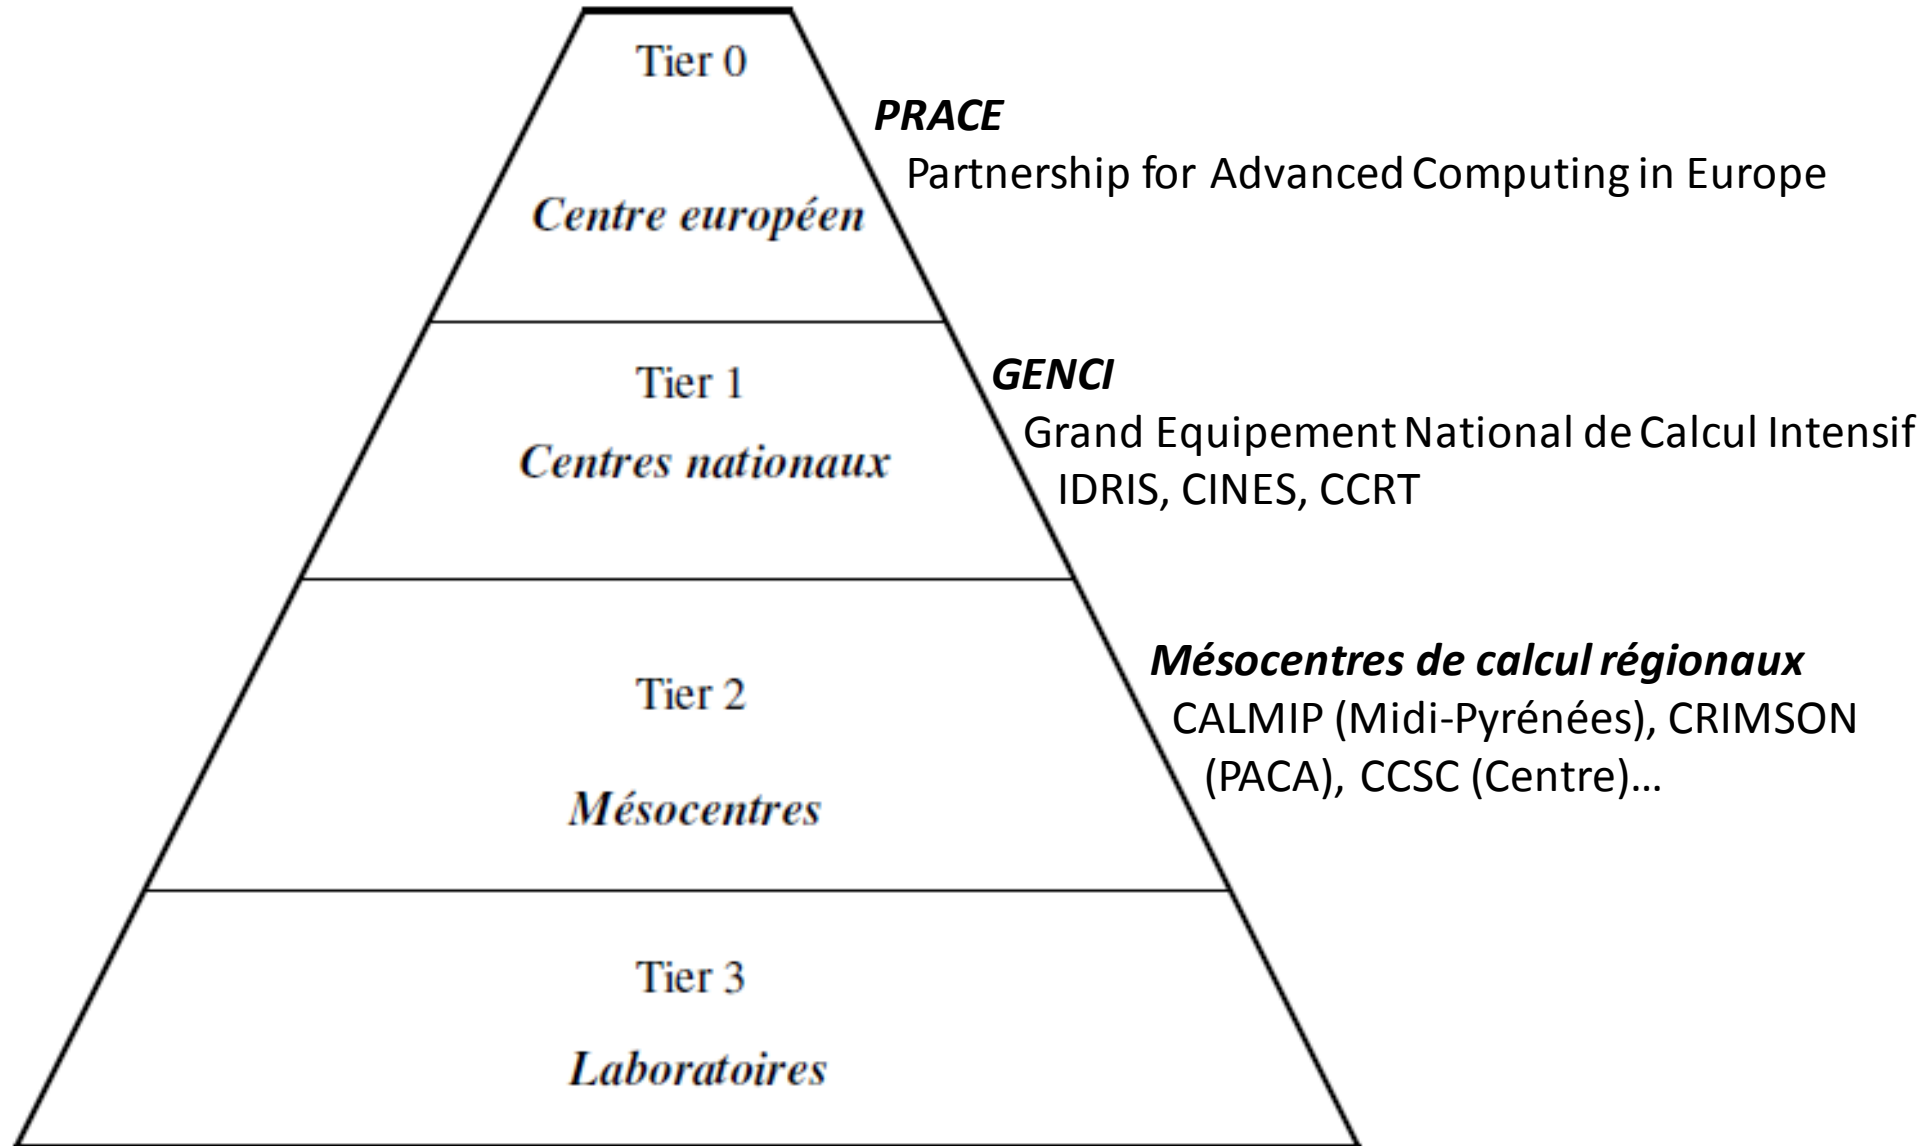 Tier 0
PRACE
Partnership for Advanced Computing in Europe
Centre européen
Tier 1
GENCI
Grand Equipement National de Calcul Intensif
Centres nationaux
IDRIS, CINES, CCRT
Tier 2
Mésocentres de calcul régionaux
CALMIP (Midi-Pyrénées), CRIMSON
(PACA), CCSC (Centre)…
Mésocentres
Tier 3
Laboratoires